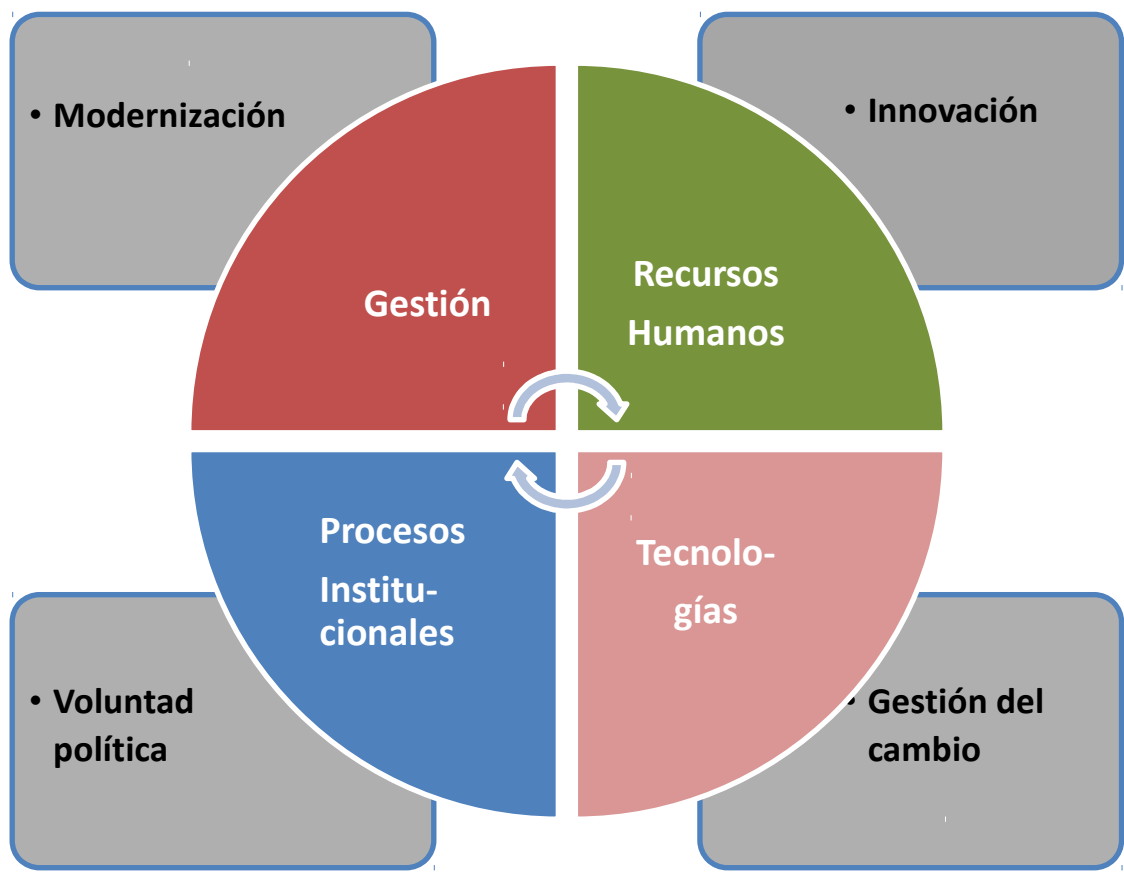 • Modernización
• Innovación
Gestión
Recursos
Humanos
Procesos
Institu-
cionales
Tecnolo-
gías
• Voluntad
política
• Gestión del
cambio